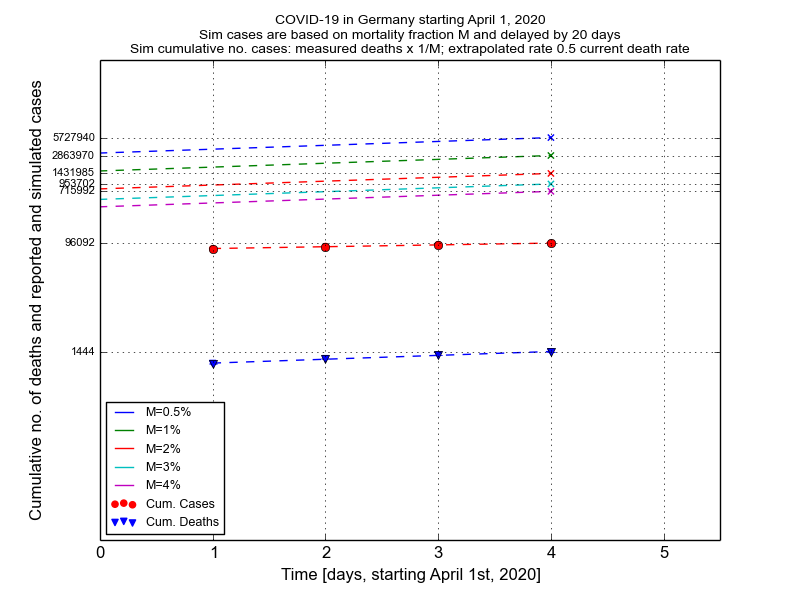 COVID-19 in Germany starting April 1, 2020
Sim cases are based on mortality fraction M and delayed by 20 days
Sim cumulative no. cases: measured deaths x 1/M; extrapolated rate 0.5 current death rate
Cumulative no. of deaths and reported and simulated cases
5727940
2863970
1431985
953702
715992
96092
1444
M=0.5%
M=1%
M=2%
M=3%
M=4%
Cum. Cases
Cum. Deaths
0 1 2 3 4 5
Time [days, starting April 1st, 2020]